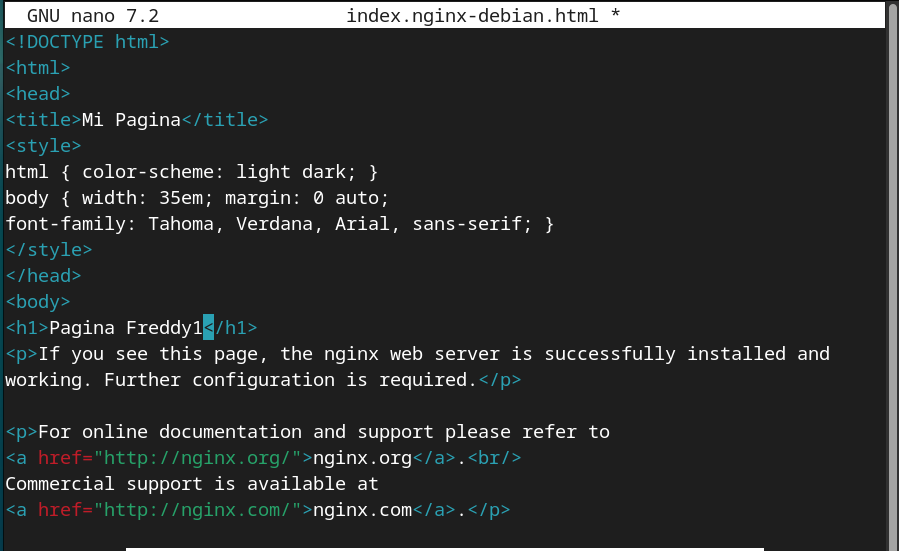 GNU nano 7.2 index.nginx-debian.html *
<!DOCTYPE html>
<html>
<head>
<title>Mi Pagina</title>
<style>
html { color-scheme: light dark; }
body { width: 35em; margin: 0 auto;
font-family: Tahoma, Verdana, Arial, sans-serif; }
</style>
</head>
<body>
<h1>Pagina Freddy1</h1>
<p>If you see this page, the nginx web server is successfully installed and
working. Further configuration is required.</p>

<p>For online documentation and support please refer to
<a href="http://nginx.org/">nginx.org</a>.<br/>
Commercial support is available at
<a href="http://nginx.com/">nginx.com</a>.</p>